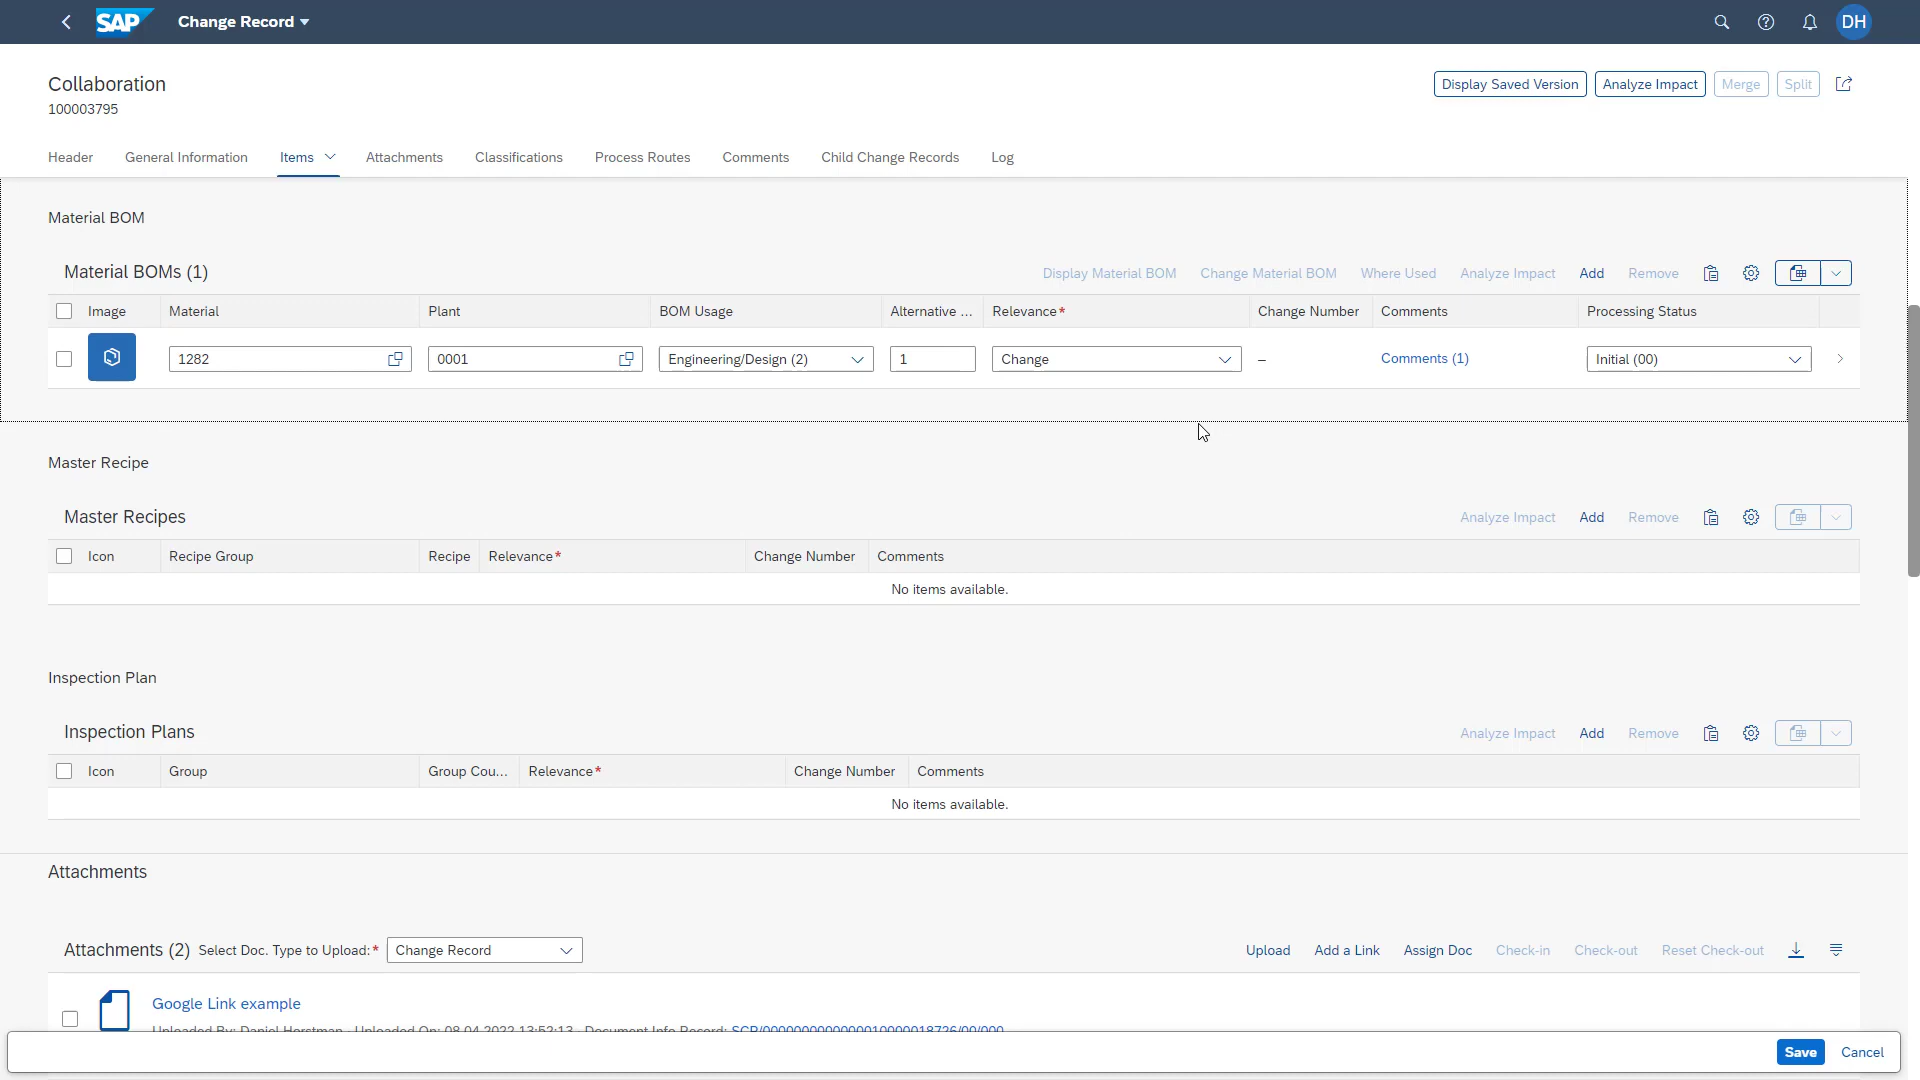 SAP Change Record DH
Collaboration Display Saved Version Analyze Impact Merge Split
100003795
Header General Information Items Attachments Classifications Process Routes Comments Child Change Records Log
Material BOM
Material BOMs (1) Display Material BOM Change Material BOM Where Used Analyze Impact Add Remove
Image Material Plant BOM Usage Alternative ... Relevance* Change Number Comments Processing Status
1282 0001 Engineering/Design (2) 1 Change – Comments (1) Initial (00)
Master Recipe
Master Recipes Analyze Impact Add Remove
Icon Recipe Group Recipe Relevance* Change Number Comments
No items available.
Inspection Plan
Inspection Plans Analyze Impact Add Remove
Icon Group Group Cou... Relevance* Change Number Comments
No items available.
Attachments
Attachments (2) Select Doc. Type to Upload:* Change Record Upload Add a Link Assign Doc Check-in Check-out Reset Check-out
Google Link example
Uploaded By: Daniel Horstman · Uploaded On: 08.04.2022 13:52:13 · Document Info Record:
Save Cancel